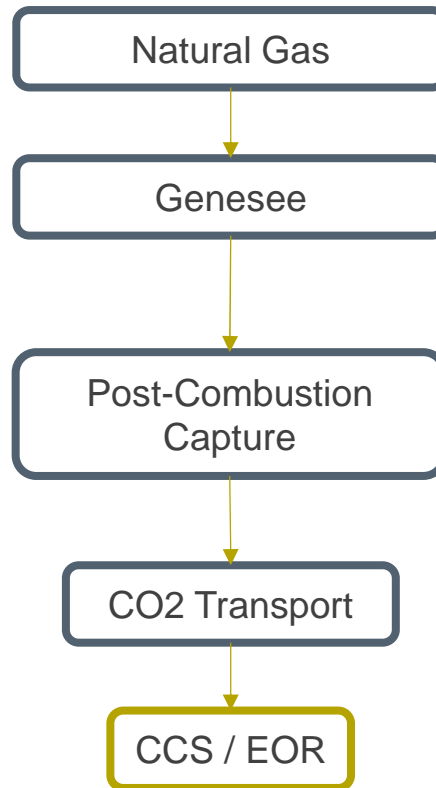 Natural Gas
Genesee
Post-Combustion
Capture
CO2 Transport
CCS / EOR